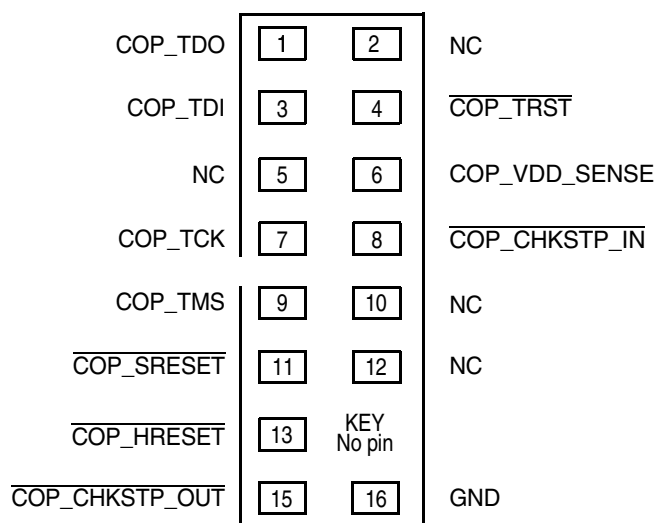 COP_TDO 1 2 NC
COP_TDI 3 4 COP_TRST
NC 5 6 COP_VDD_SENSE
COP_TCK 7 8 COP_CHKSTP_IN
COP_TMS 9 10 NC
COP_SRESET 11 12 NC
COP_HRESET 13 KEY
No pin
COP_CHKSTP_OUT 15 16 GND